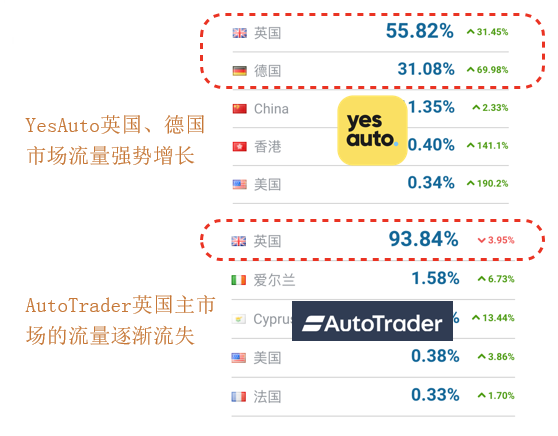 英国 55.82% 31.45%
德国 31.08% 69.98%
YesAuto英国、德国
市场流量强势增长
China 1.35% 2.33%
yes
auto.
香港 0.40% 141.1%
美国 0.34% 190.2%
英国 93.84% 3.95%
爱尔兰 1.58% 6.73%
AutoTrader英国主市
场的流量逐渐流失
Cyprus % 13.44%
AutoTrader
美国 0.38% 3.86%
法国 0.33% 1.70%